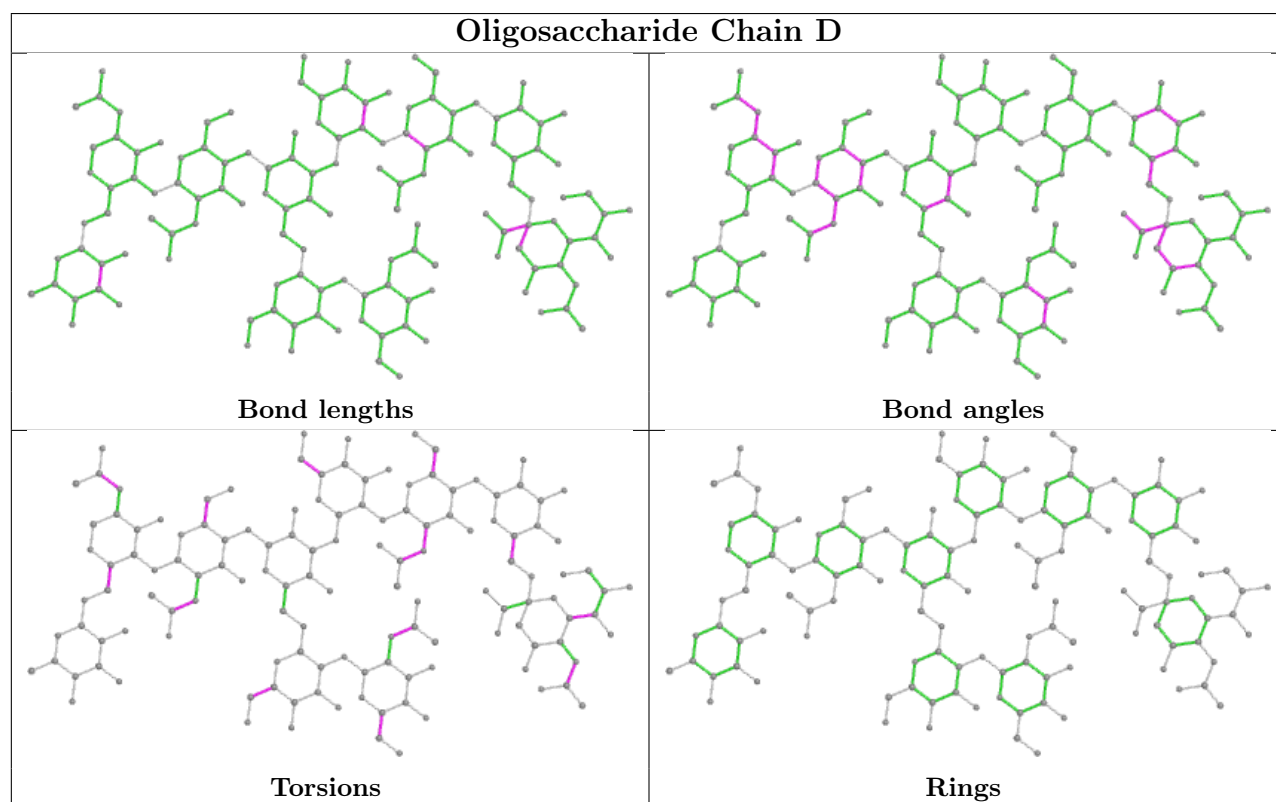 Oligosaccharide Chain D
Bond lengths
Bond angles
Torsions
Rings